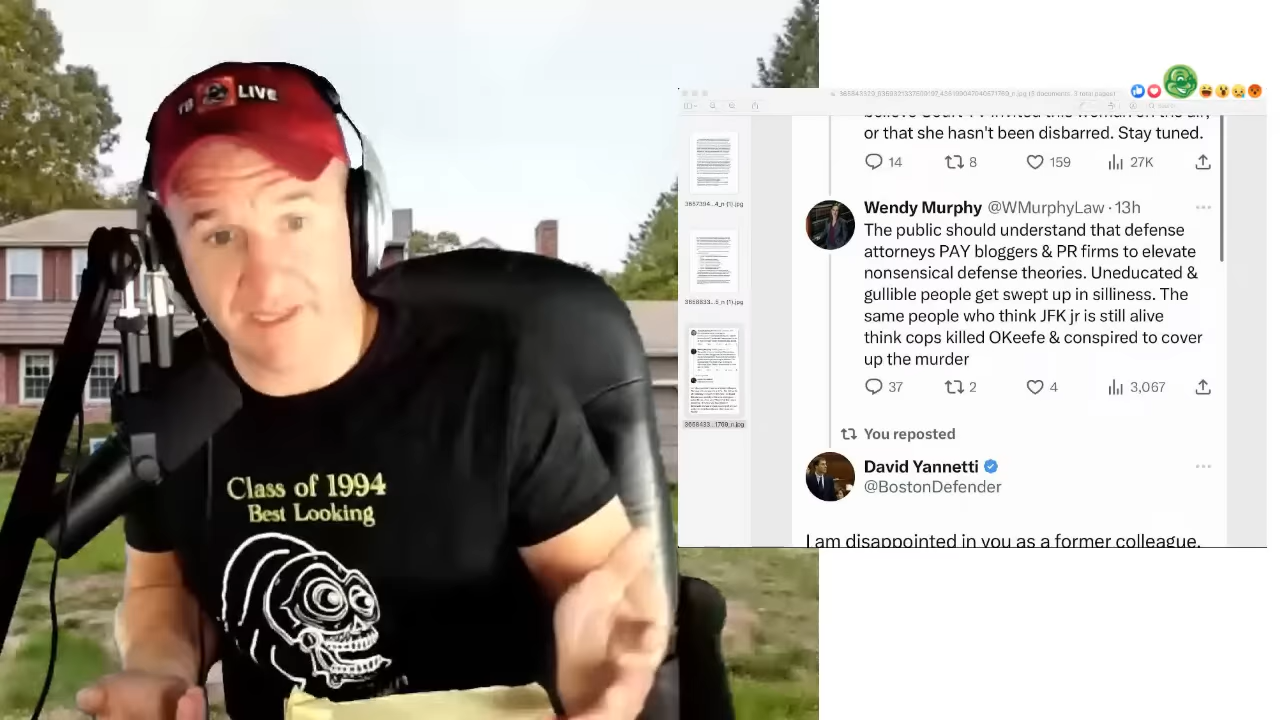 TB LIVE
Class of 1994
Best Looking
or that she hasn't been disbarred. Stay tuned.
14 8 159 27K
Wendy Murphy @WMurphyLaw · 13h
The public should understand that defense
attorneys PAY bloggers & PR firms to elevate
nonsensical defense theories. Uneducated &
gullible people get swept up in silliness. The
same people who think JFK jr is still alive
think cops killed OKeefe & conspired to cover
up the murder
37 2 4 3,067
You reposted
David Yannetti
@BostonDefender
I am disappointed in you as a former colleague.